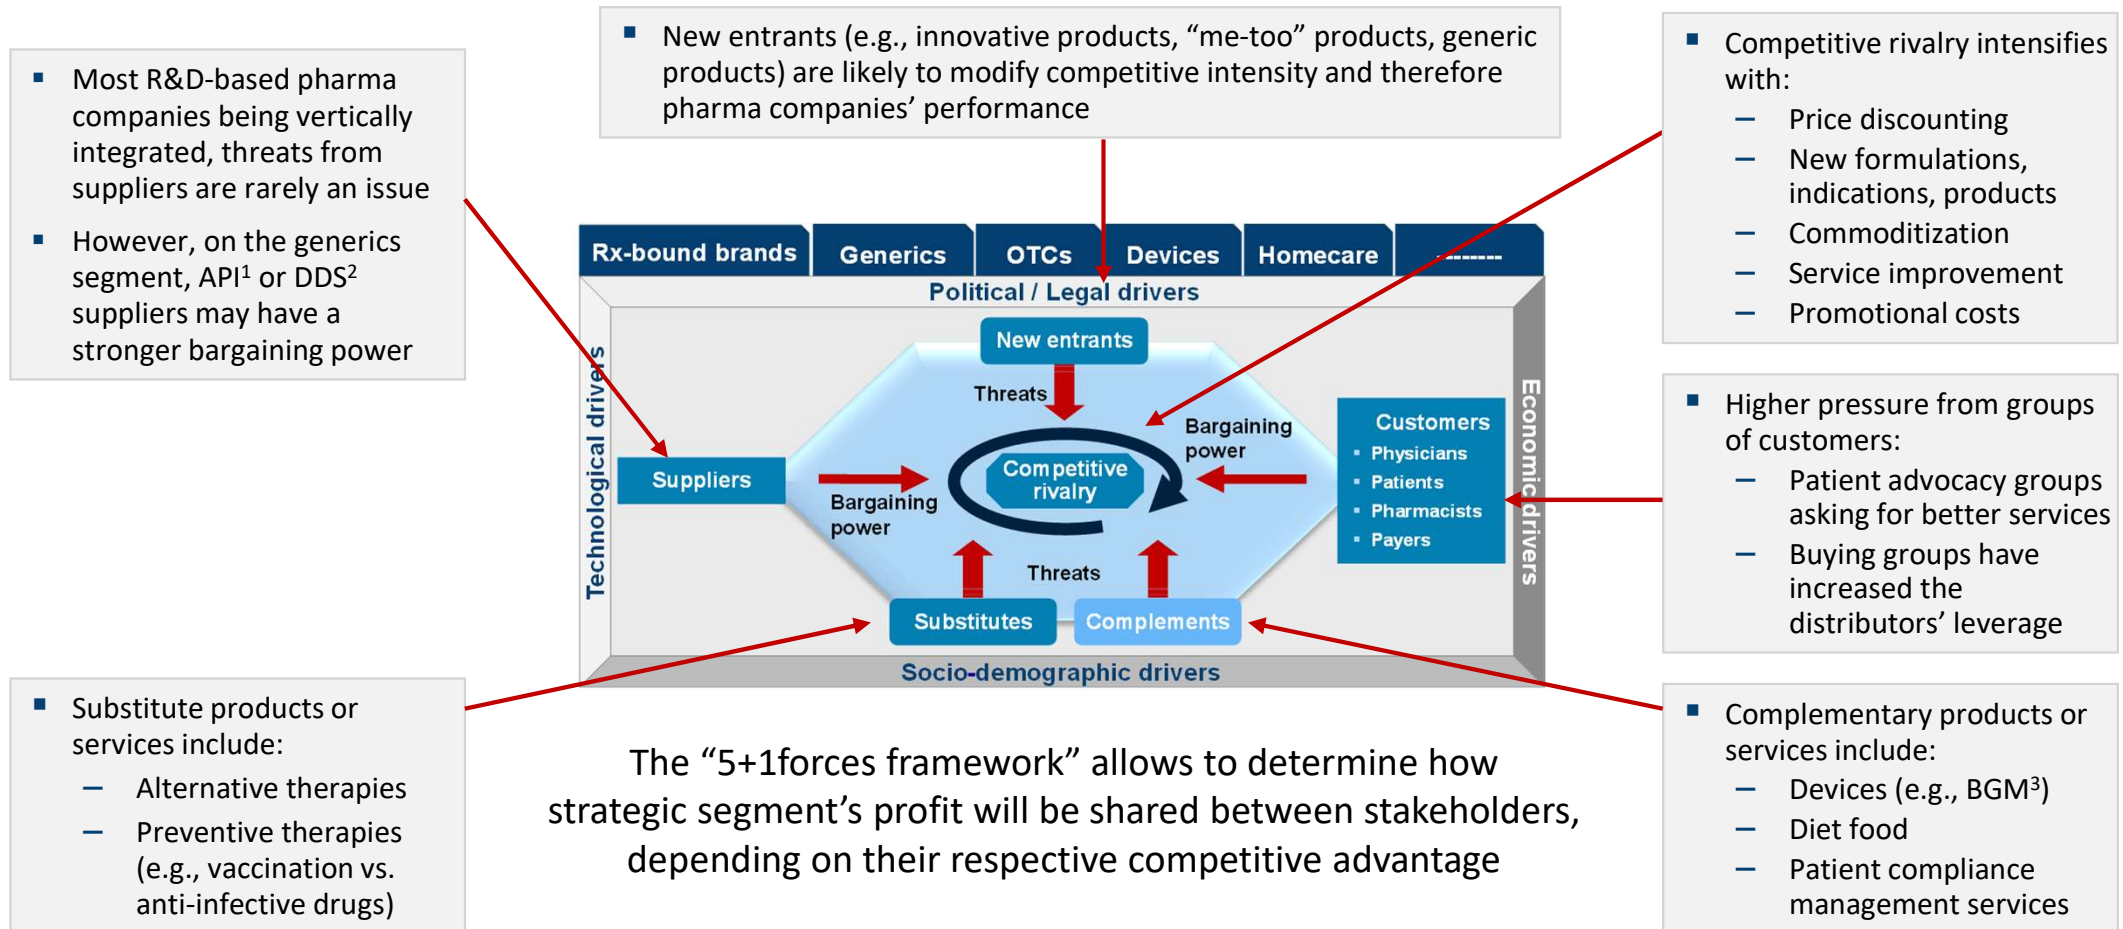 ▪ New entrants (e.g., innovative products, “me-too” products, generic
products) are likely to modify competitive intensity and therefore
pharma companies’ performance
▪ Most R&D-based pharma
companies being vertically
integrated, threats from
suppliers are rarely an issue
▪ However, on the generics
segment, API¹ or DDS²
suppliers may have a
stronger bargaining power
▪ Competitive rivalry intensifies
with:
— Price discounting
— New formulations,
indications, products
— Commoditization
— Service improvement
— Promotional costs
Rx-bound brands
Generics
OTCs
Devices
Homecare
--------
Political / Legal drivers
Technological drivers
Economic drivers
New entrants
Threats
Bargaining
power
Customers
▪ Physicians
▪ Patients
▪ Pharmacists
▪ Payers
Competitive
rivalry
Suppliers
Bargaining
power
Threats
Substitutes
Complements
Socio-demographic drivers
▪ Higher pressure from groups
of customers:
— Patient advocacy groups
asking for better services
— Buying groups have
increased the
distributors’ leverage
▪ Substitute products or
services include:
— Alternative therapies
— Preventive therapies
(e.g., vaccination vs.
anti-infective drugs)
The “5+1forces framework” allows to determine how
strategic segment’s profit will be shared between stakeholders,
depending on their respective competitive advantage
▪ Complementary products or
services include:
— Devices (e.g., BGM³)
— Diet food
— Patient compliance
management services